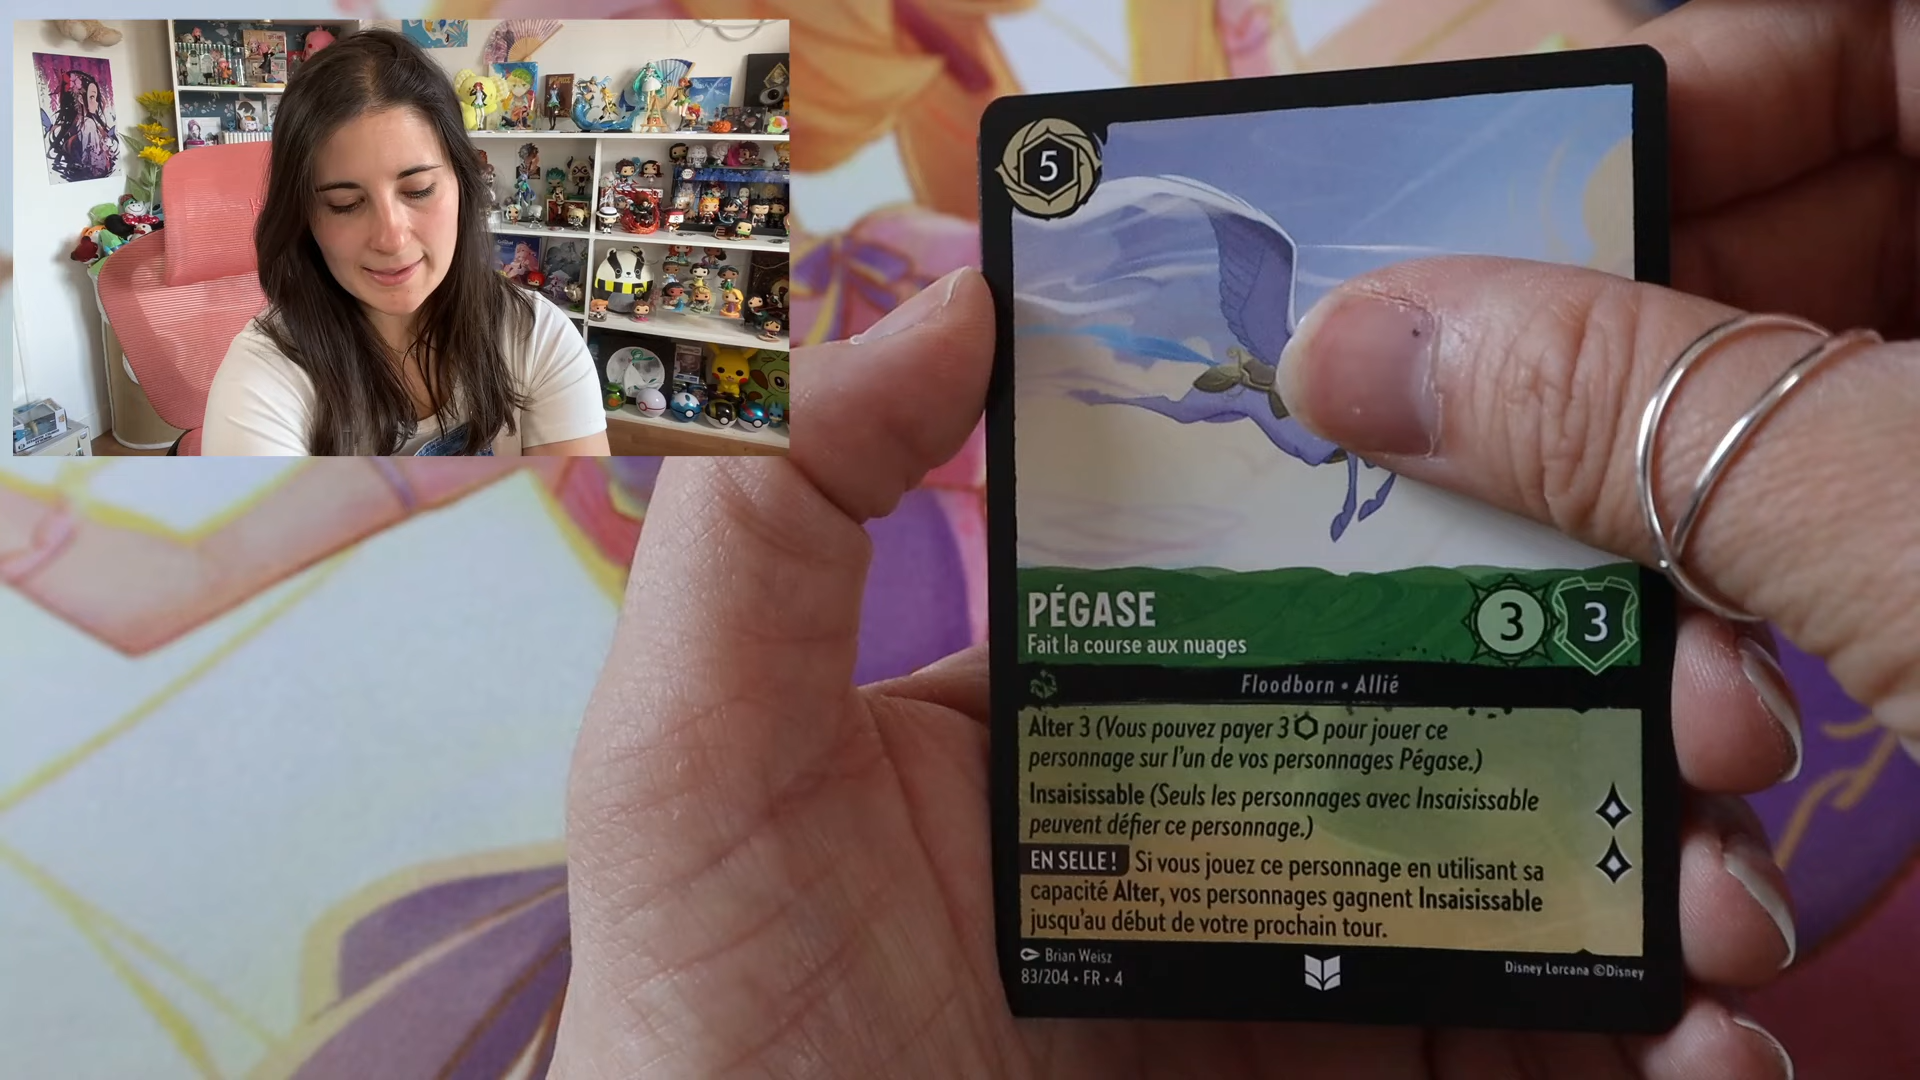 5
PÉGASE
Fait la course aux nuages
3 3
Floodborn • Allié
Alter 3 (Vous pouvez payer 3 pour jouer ce
personnage sur l'un de vos personnages Pégase.)
Insaisissable (Seuls les personnages avec Insaisissable
peuvent défier ce personnage.)
EN SELLE ! Si vous jouez ce personnage en utilisant sa
capacité Alter, vos personnages gagnent Insaisissable
jusqu'au début de votre prochain tour.
Brian Weisz
83/204 • FR • 4
Disney Lorcana ©Disney